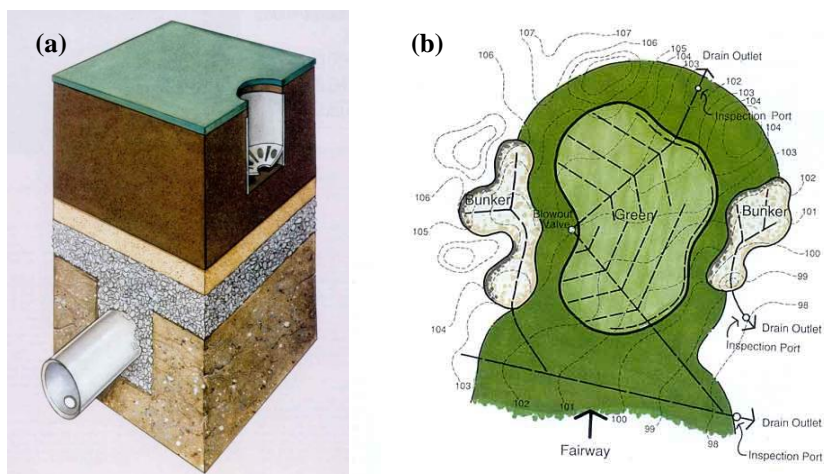 (a)
(b)
107
107
106
106
105
104
103
Drain Outlet
102
104
Inspection Port
104
103
102
106
Bunker
Blowout
Valve
Green
Bunker
101
105
100
99
98
104
Drain Outlet
Inspection Port
103
102
101
100
99
98
Drain Outlet
Inspection Port
Fairway